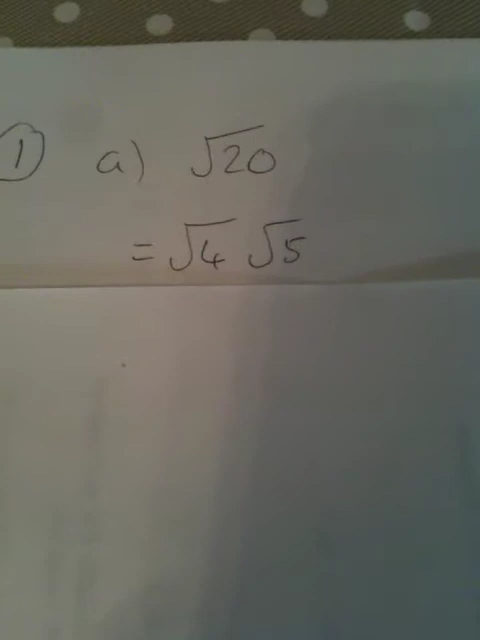 ① a) √20
= √4 √5